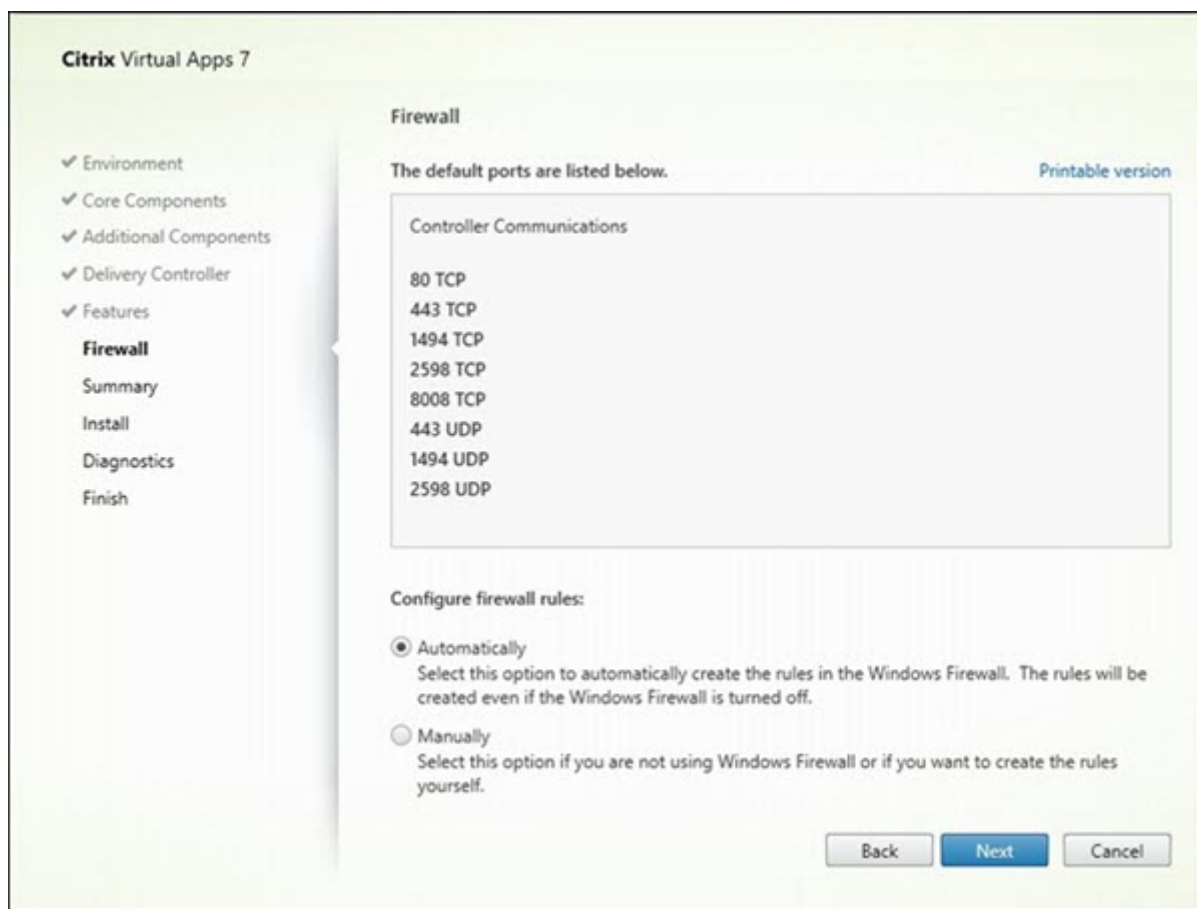 Citrix Virtual Apps 7
Environment
Core Components
Additional Components
Delivery Controller
Features
Firewall
Summary
Install
Diagnostics
Finish
Firewall
The default ports are listed below.
Printable version
Controller Communications
80 TCP
443 TCP
1494 TCP
2598 TCP
8008 TCP
443 UDP
1494 UDP
2598 UDP
Configure firewall rules:
Automatically
Select this option to automatically create the rules in the Windows Firewall. The rules will be
created even if the Windows Firewall is turned off.
Manually
Select this option if you are not using Windows Firewall or if you want to create the rules
yourself.
Back
Next
Cancel